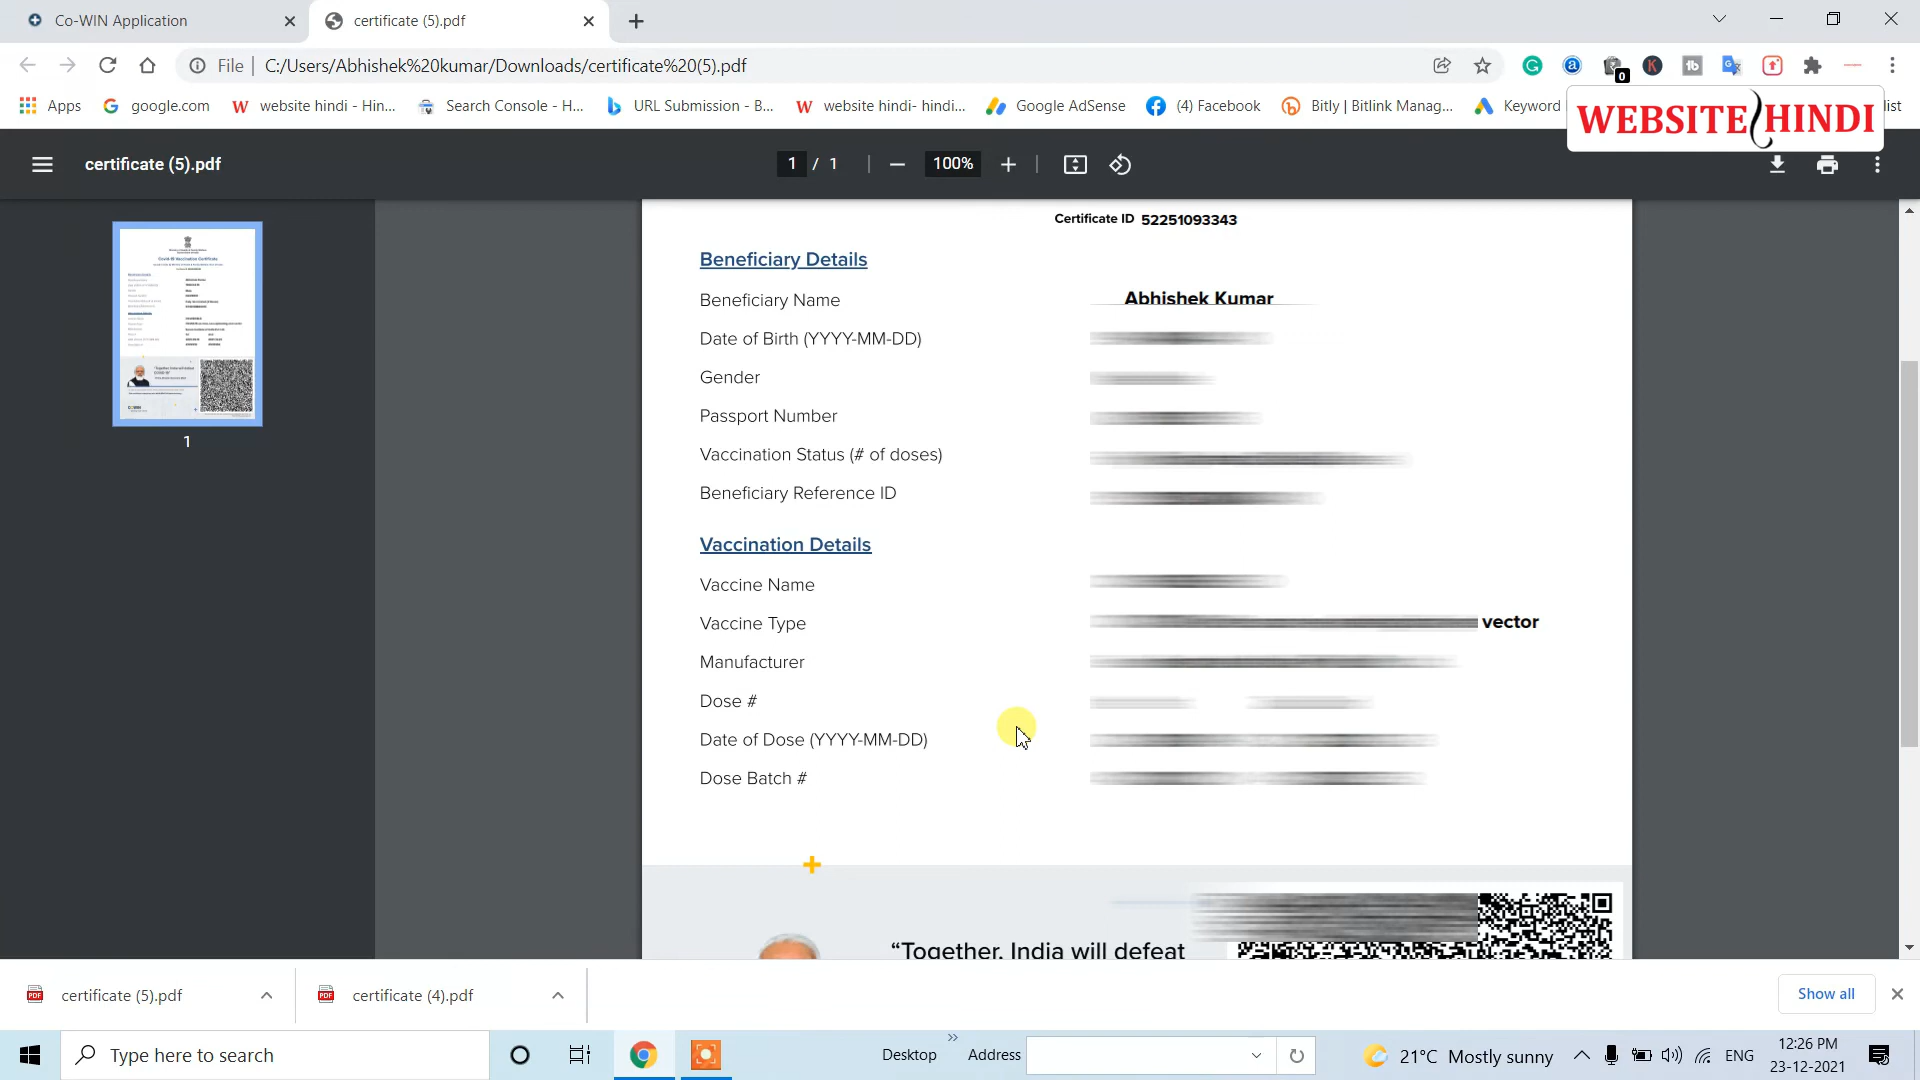 Co-WIN Application
certificate (5).pdf
File
C:/Users/Abhishek%20kumar/Downloads/certificate%20(5).pdf
0
Apps
google.com
website hindi - Hin...
Search Console - H...
URL Submission - B...
website hindi- hindi...
Google AdSense
(4) Facebook
Bitly | Bitlink Manag...
Keyword
list
WEBSITE HINDI
certificate (5).pdf
1 / 1
100%
Certificate ID 52251093343
Beneficiary Details
Beneficiary Name Abhishek Kumar
Date of Birth (YYYY-MM-DD)
Gender
Passport Number
Vaccination Status (# of doses)
Beneficiary Reference ID
Vaccination Details
Vaccine Name
Vaccine Type vector
Manufacturer
Dose #
Date of Dose (YYYY-MM-DD)
Dose Batch #
“Together, India will defeat
1
certificate (5).pdf
certificate (4).pdf
Show all
Type here to search
Desktop
Address
21°C Mostly sunny
ENG
12:26 PM
23-12-2021